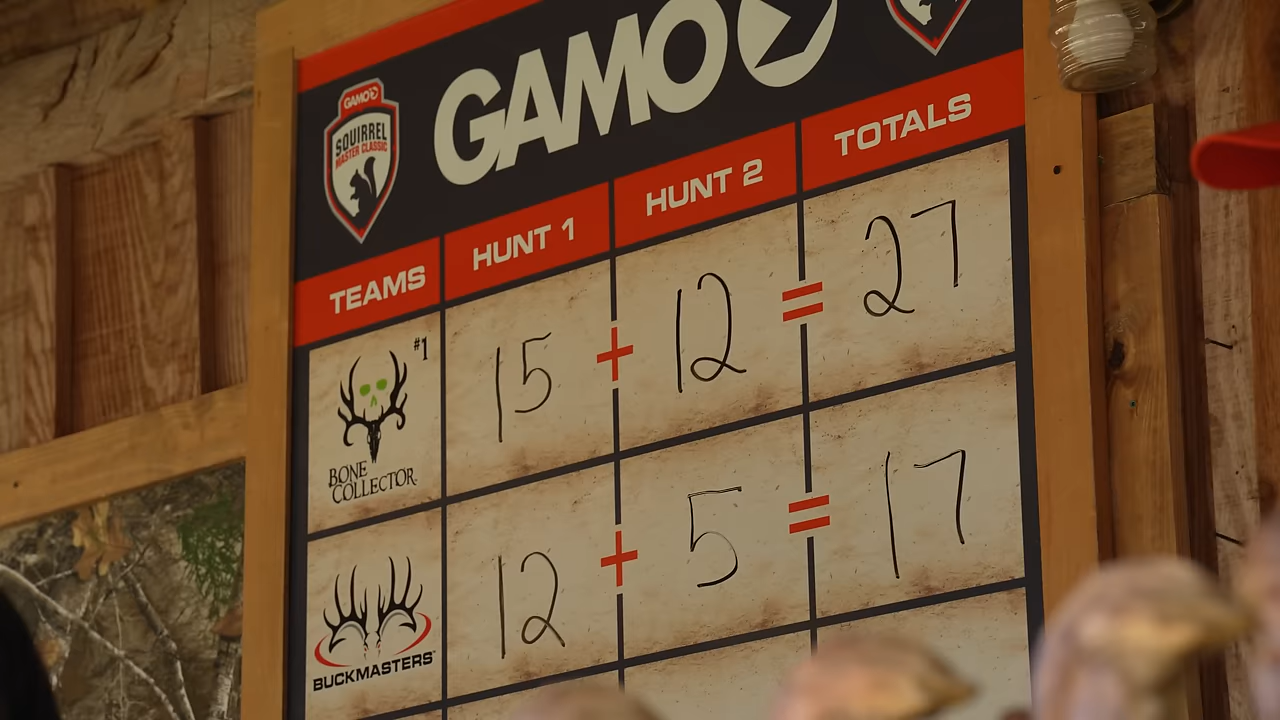 GAMO
GAMO
SQUIRREL
MASTER CLASSIC
TEAMS HUNT 1 HUNT 2 TOTALS
#1
BONE
COLLECTOR
15 + 12 = 27
BUCKMASTERS
12 + 5 = 17